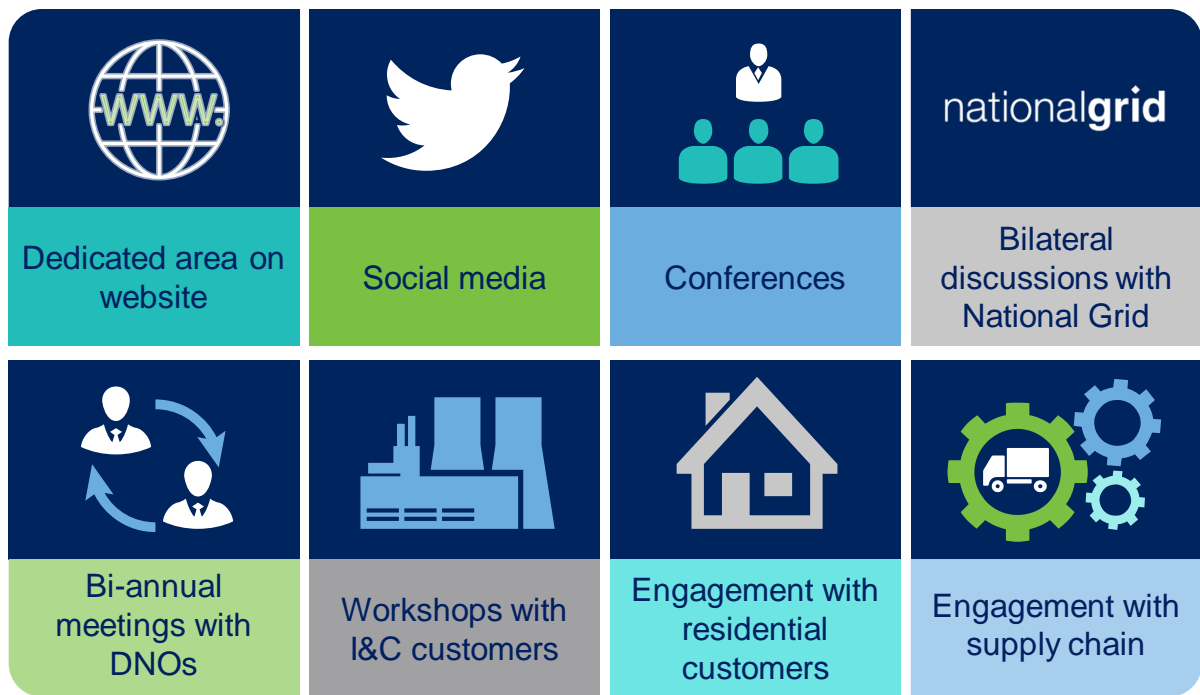 www.
nationalgrid
Dedicated area on
website
Social media
Conferences
Bilateral
discussions with
National Grid
Bi-annual
meetings with
DNOs
Workshops with
I&C customers
Engagement with
residential
customers
Engagement with
supply chain